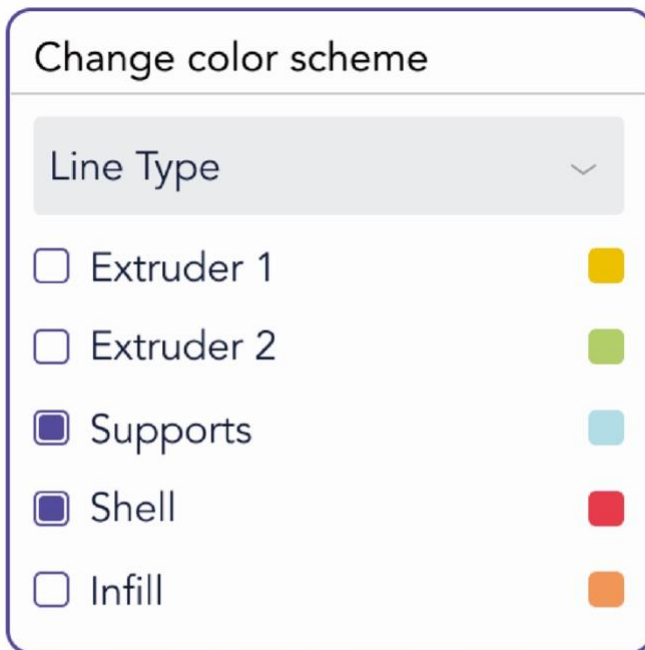 Change color scheme
Line Type
Extruder 1
Extruder 2
Supports
Shell
Infill